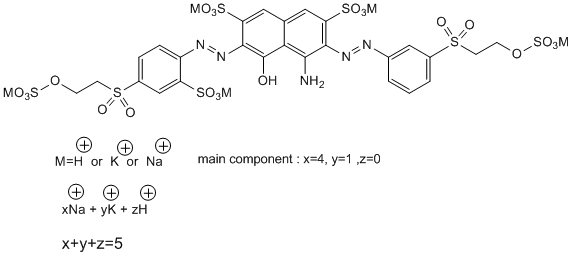 MO₃S SO₃M
N N N N
O O
S O SO₃M
O OH NH₂
MO₃S S SO₃M
O O
⊕ ⊕ ⊕
M=H or K or Na main component : x=4, y=1 ,z=0
⊕ ⊕ ⊕
xNa + yK + zH
x+y+z=5